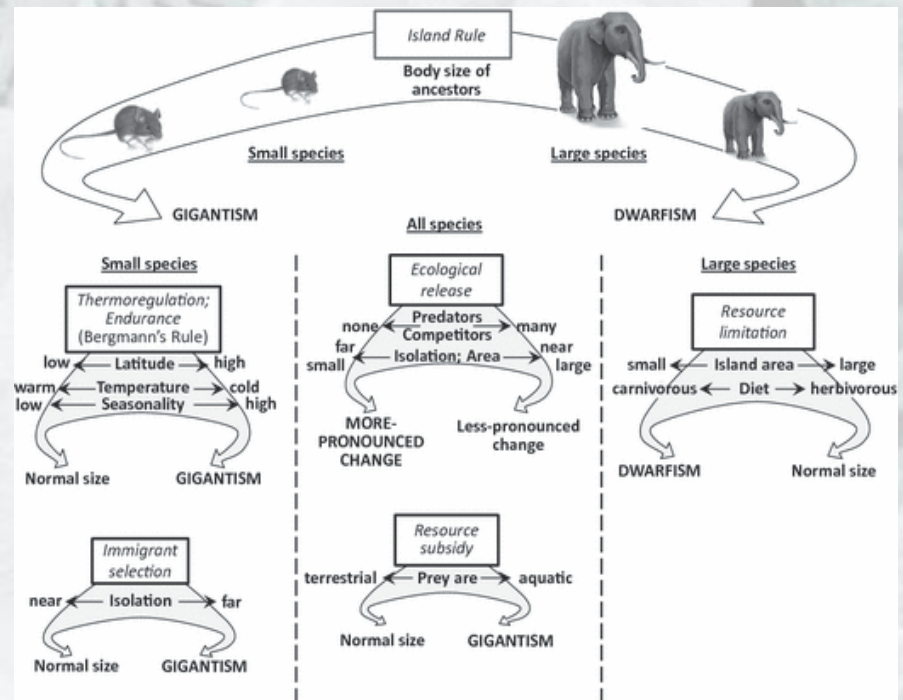 Island Rule
Body size of
ancestors
Small species
Large species
GIGANTISM
DWARFISM
All species
Small species
Thermoregulation;
Endurance
(Bergmann's Rule)
low Latitude high
warm Temperature cold
low Seasonality high
Normal size
GIGANTISM
Immigrant
selection
near Isolation far
Normal size
GIGANTISM
Ecological
release
none Predators many
Competitors
far near
small Isolation; Area large
MORE-
PRONOUNCED
CHANGE
Less-pronounced
change
Resource
subsidy
terrestrial Prey are aquatic
Normal size
GIGANTISM
Large species
Resource
limitation
small Island area large
carnivorous Diet herbivorous
DWARFISM
Normal size